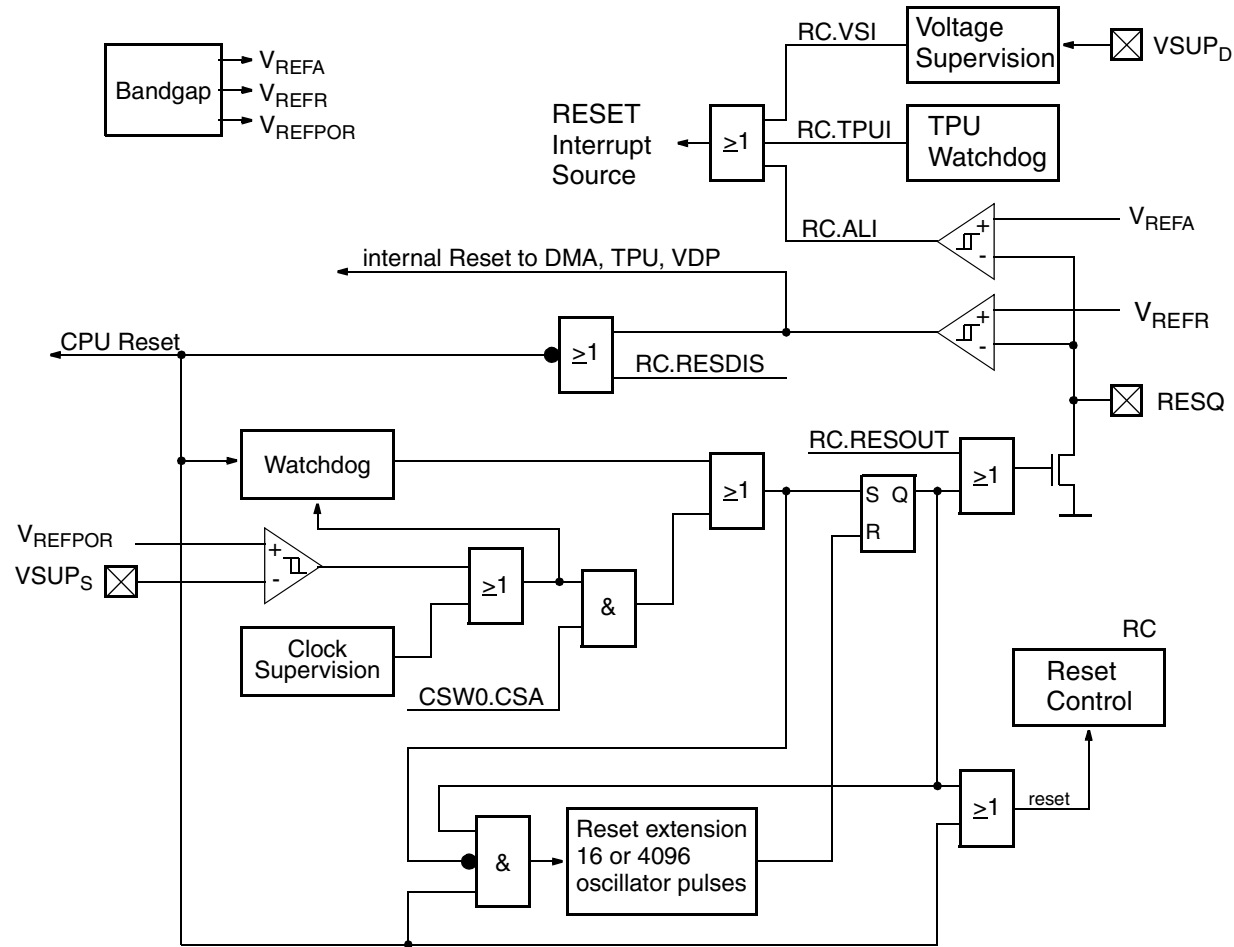 Bandgap
VREFA
VREFR
VREFPOR
RC.VSI
Voltage
Supervision
VSUPD
RESET
Interrupt
Source
≥1
RC.TPUI
TPU
Watchdog
RC.ALI
+
-
VREFA
internal Reset to DMA, TPU, VDP
CPU Reset
≥1
RC.RESDIS
+
-
VREFR
RESQ
Watchdog
≥1
RC.RESOUT
≥1
S Q
R
VREFPOR
VSUPS
+
-
≥1
&
Clock
Supervision
CSW0.CSA
RC
Reset
Control
≥1
reset
&
Reset extension
16 or 4096
oscillator pulses